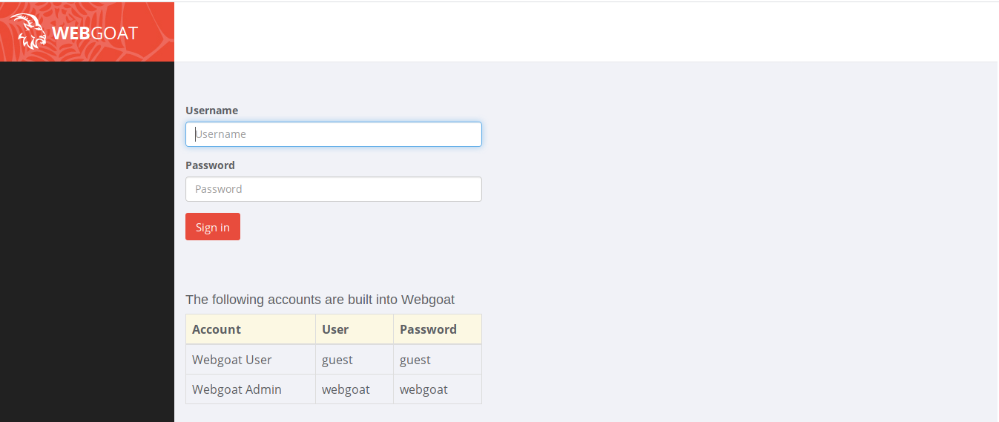 WEBGOAT
Username
Username
Password
Password
Sign in
The following accounts are built into Webgoat
Account User Password
Webgoat User guest guest
Webgoat Admin webgoat webgoat